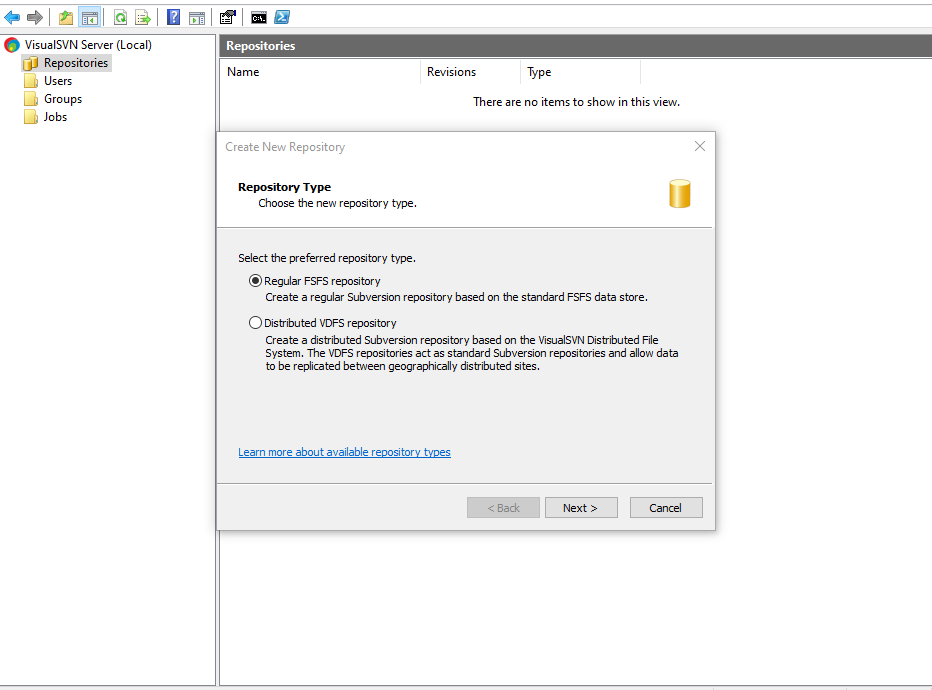 VisualSVN Server (Local)
Repositories
Users
Groups
Jobs
Repositories
Name Revisions Type
There are no items to show in this view.
Create New Repository
Repository Type
Choose the new repository type.
Select the preferred repository type.
Regular FSFS repository
Create a regular Subversion repository based on the standard FSFS data store.
Distributed VDFS repository
Create a distributed Subversion repository based on the VisualSVN Distributed File
System. The VDFS repositories act as standard Subversion repositories and allow data
to be replicated between geographically distributed sites.
Learn more about available repository types
< Back Next > Cancel